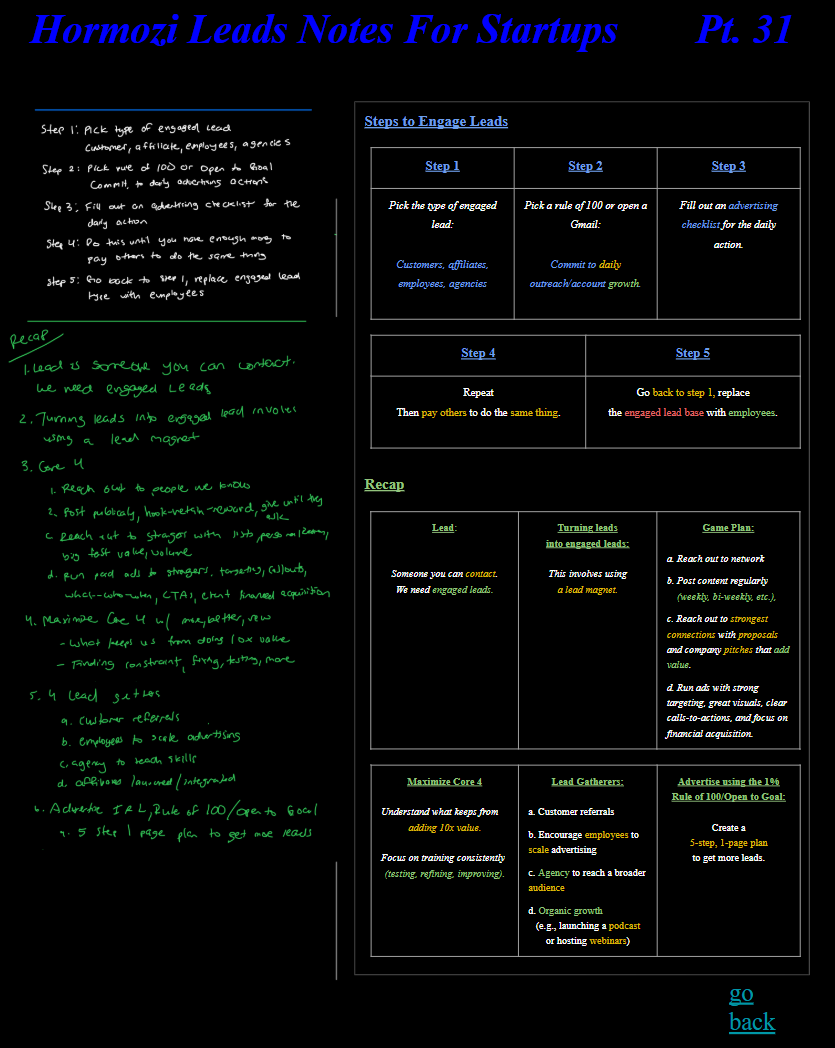 Hormozi Leads Notes For Startups Pt. 31
Step 1: Pick type of engaged lead
Customer, affiliate, employees, agencies
Step 2: Pick rule of 100 or Open to Goal
Commit to daily advertising actions
Step 3: Fill out an advertising checklist for the
daily action
Step 4: Do this until you have enough money to
pay others to do the same thing
Step 5: Go back to step 1, replace engaged lead
type with employees
Recap
1. Lead is someone you can contact.
We need engaged Leads
2. Turning leads into engaged lead involes
using a lead magnet
3. Core 4
1. Reach out to people we know
2. Post publicaly, hook-retain-reward, give until they
ask
c. Reach out to stragers with lists, personalization,
big fast value, volume
d. Run paid ads to stragers. targeting, Callouts,
what-who-when, CTAs, client financed acquisition
4. Maximize Core 4 w/ more, better, new
- What keeps us from doing 10x value
- Finding constraint, fixing, testing, more
5. 4 Lead getters
a. Customer referrals
b. employees to scale advertising
c. agency to teach skills
d. affiliates launched/integrated
6. Advertise IRL, Rule of 100/open to Goal
a. 5 step 1 page plan to get more leads
Steps to Engage Leads
Step 1
Pick the type of engaged
lead:
Customers, affiliates,
employees, agencies
Step 2
Pick a rule of 100 or open a
Gmail:
Commit to daily
outreach/account growth.
Step 3
Fill out an advertising
checklist for the daily
action.
Step 4
Repeat
Then pay others to do the same thing.
Step 5
Go back to step 1, replace
the engaged lead base with employees.
Recap
Lead:
Someone you can contact.
We need engaged leads.
Turning leads
into engaged leads:
This involves using
a lead magnet.
Game Plan:
a. Reach out to network
b. Post content regularly
(weekly, bi-weekly, etc.),
c. Reach out to strongest
connections with proposals
and company pitches that add
value.
d. Run ads with strong
targeting, great visuals, clear
calls-to-actions, and focus on
financial acquisition.
Maximize Core 4
Understand what keeps from
adding 10x value.
Focus on training consistently
(testing, refining, improving).
Lead Gatherers:
a. Customer referrals
b. Encourage employees to
scale advertising
c. Agency to reach a broader
audience
d. Organic growth
(e.g., launching a podcast
or hosting webinars)
Advertise using the 1%
Rule of 100/Open to Goal:
Create a
5-step, 1-page plan
to get more leads.
go
back